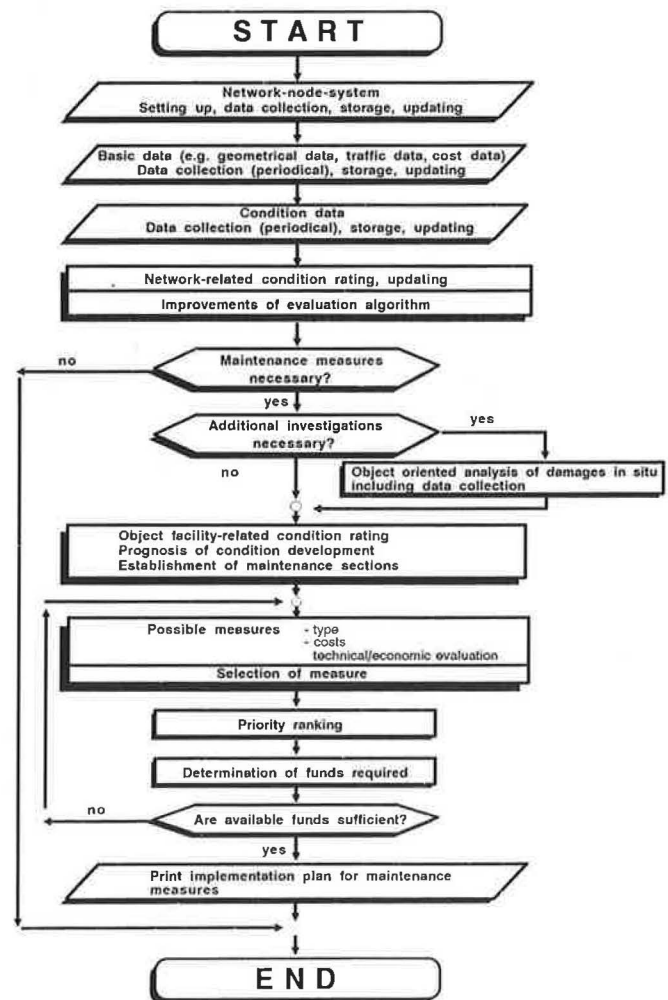 START
Network-node-system
Setting up, data collection, storage, updating
Basic data (e.g. geometrical data, traffic data, cost data)
Data collection (periodical), storage, updating
Condition data
Data collection (periodical), storage, updating
Network-related condition rating, updating
Improvements of evaluation algorithm
Maintenance measures
necessary?
no
yes
Additional investigations
necessary?
yes
no
Object oriented analysis of damages in situ
including data collection
Object facility-related condition rating
Prognosis of condition development
Establishment of maintenance sections
Possible measures - type
- costs
technical/economic evaluation
Selection of measure
Priority ranking
Determination of funds required
Are available funds sufficient?
no
yes
Print implementation plan for maintenance
measures
END